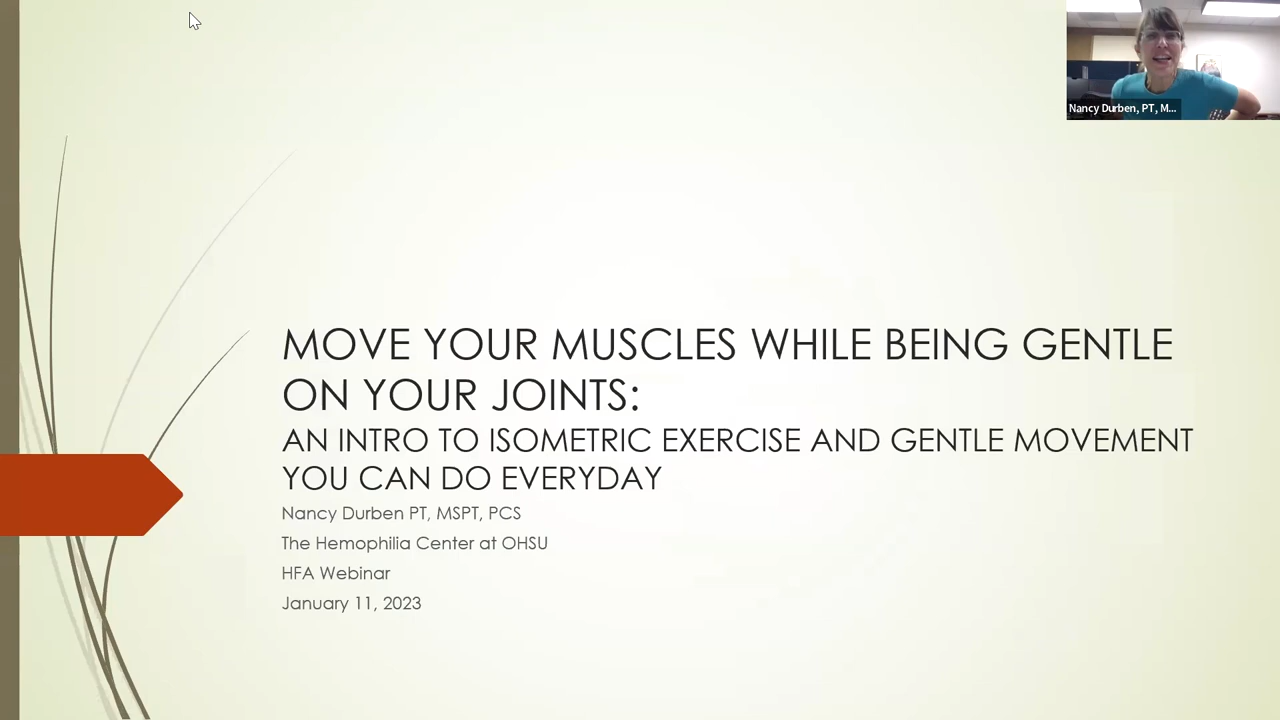 Nancy Durben, PT, M...
MOVE YOUR MUSCLES WHILE BEING GENTLE
ON YOUR JOINTS:
AN INTRO TO ISOMETRIC EXERCISE AND GENTLE MOVEMENT
YOU CAN DO EVERYDAY
Nancy Durben PT, MSPT, PCS
The Hemophilia Center at OHSU
HFA Webinar
January 11, 2023